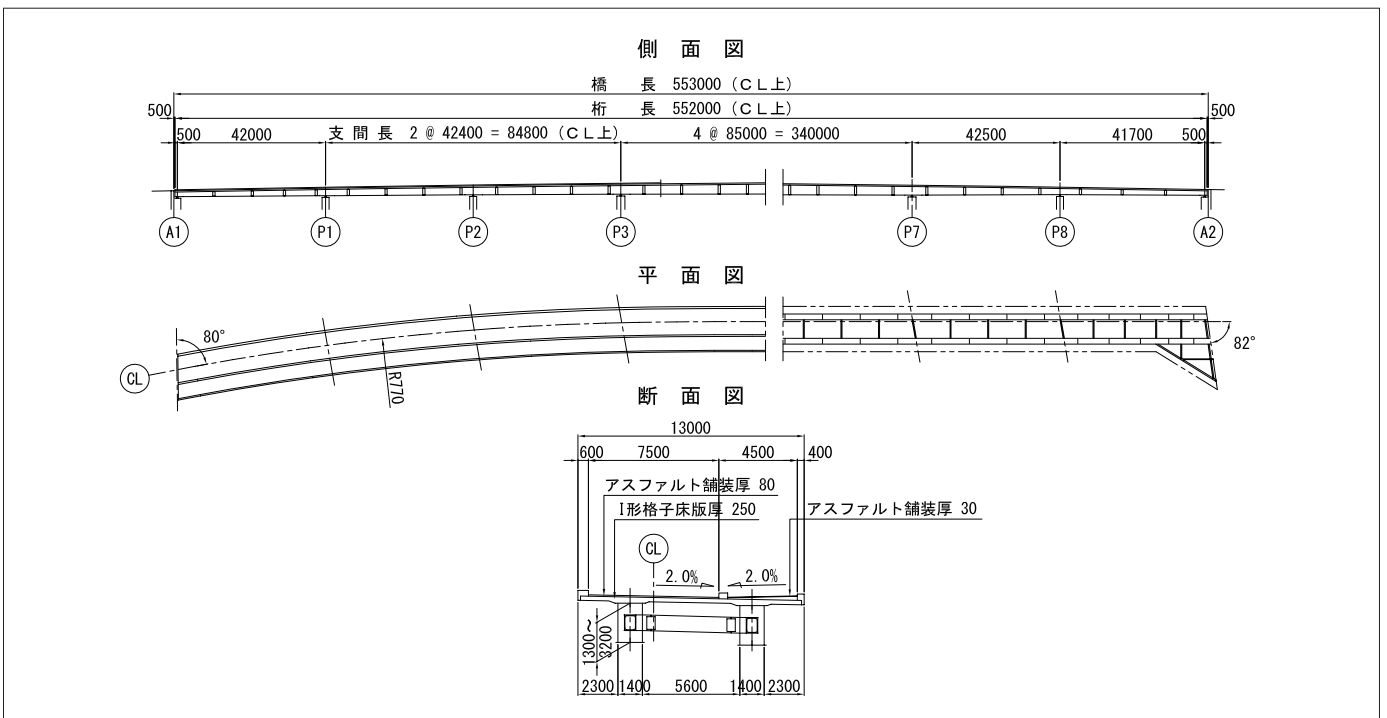 側 面 図
橋 長 553000 (CL上)
桁 長 552000 (CL上)
500
500
500 42000 支間長 2 @ 42400 = 84800 (CL上) 4 @ 85000 = 340000 42500 41700 500
A1 P1 P2 P3 P7 P8 A2
平 面 図
80°
82°
CL
R770
断 面 図
13000
600 7500 4500 400
アスファルト舗装厚 80
I形格子床版厚 250
アスファルト舗装厚 30
CL
2.0% 2.0%
1300~
3200
2300 1400 5600 1400 2300